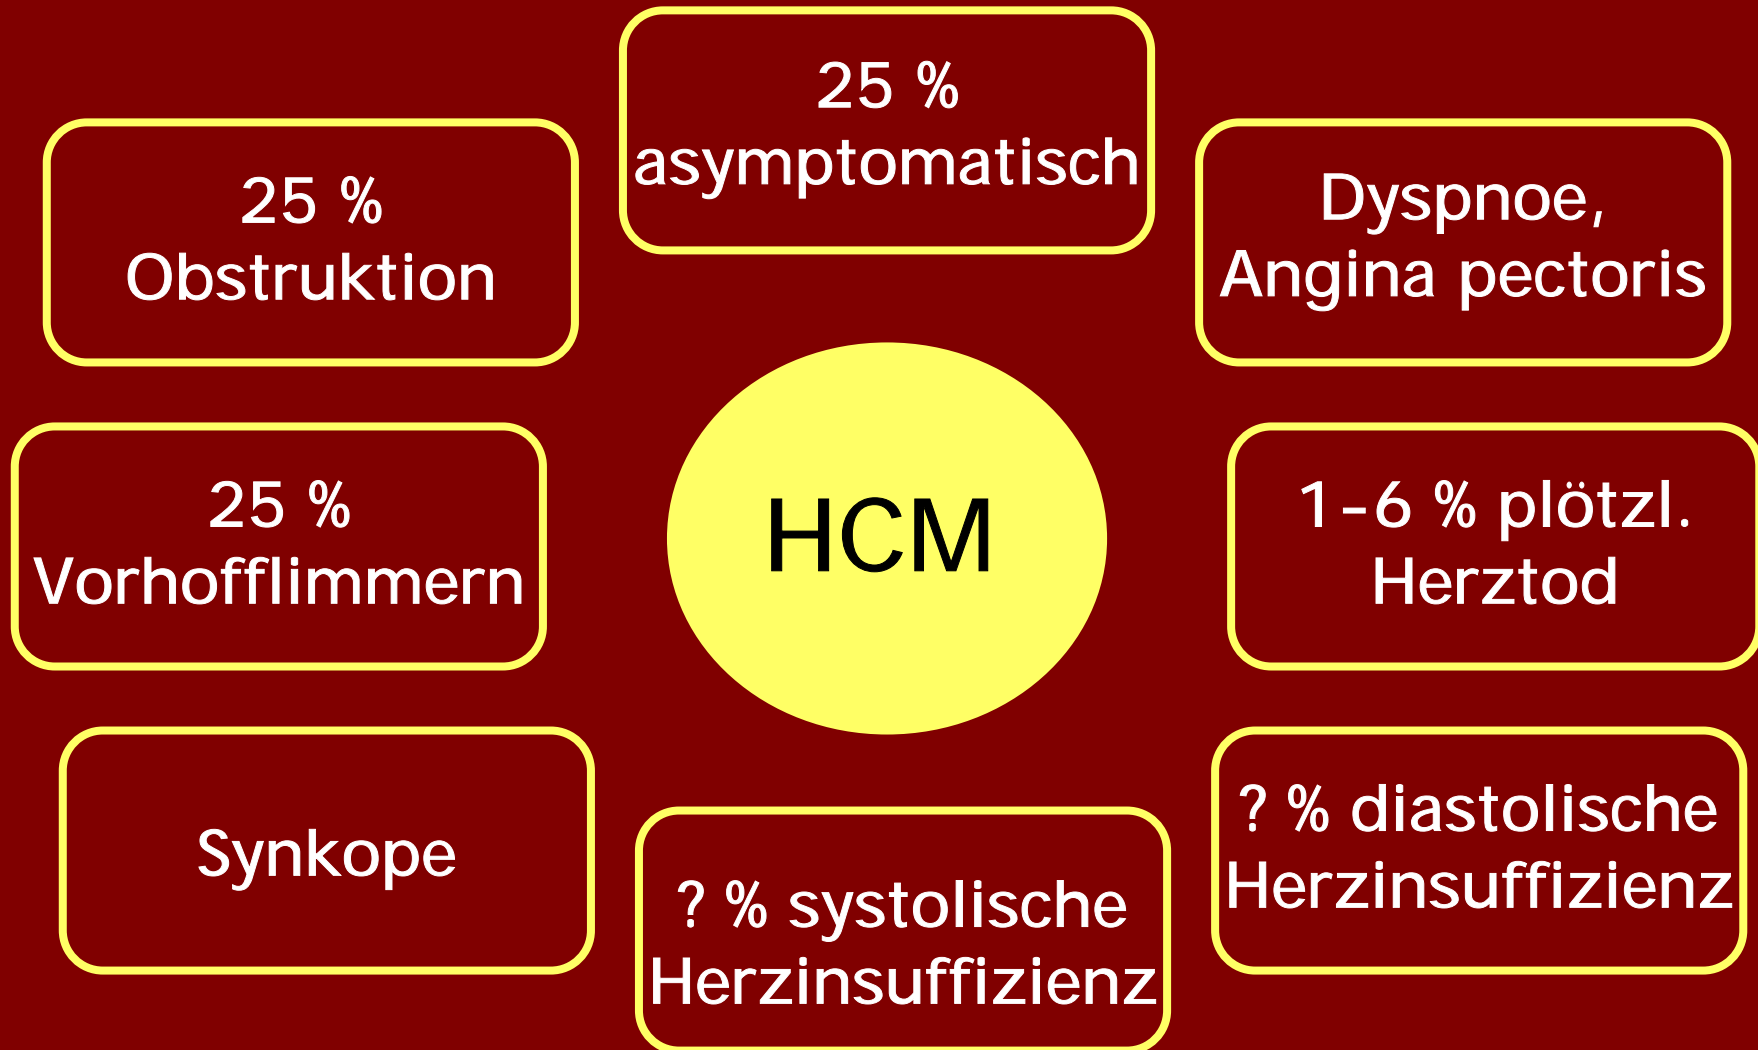 25 %
asymptomatisch
25 %
Obstruktion
Dyspnoe,
Angina pectoris
HCM
25 %
Vorhofflimmern
1-6 % plötzl.
Herztod
Synkope
? % systolische
Herzinsuffizienz
? % diastolische
Herzinsuffizienz